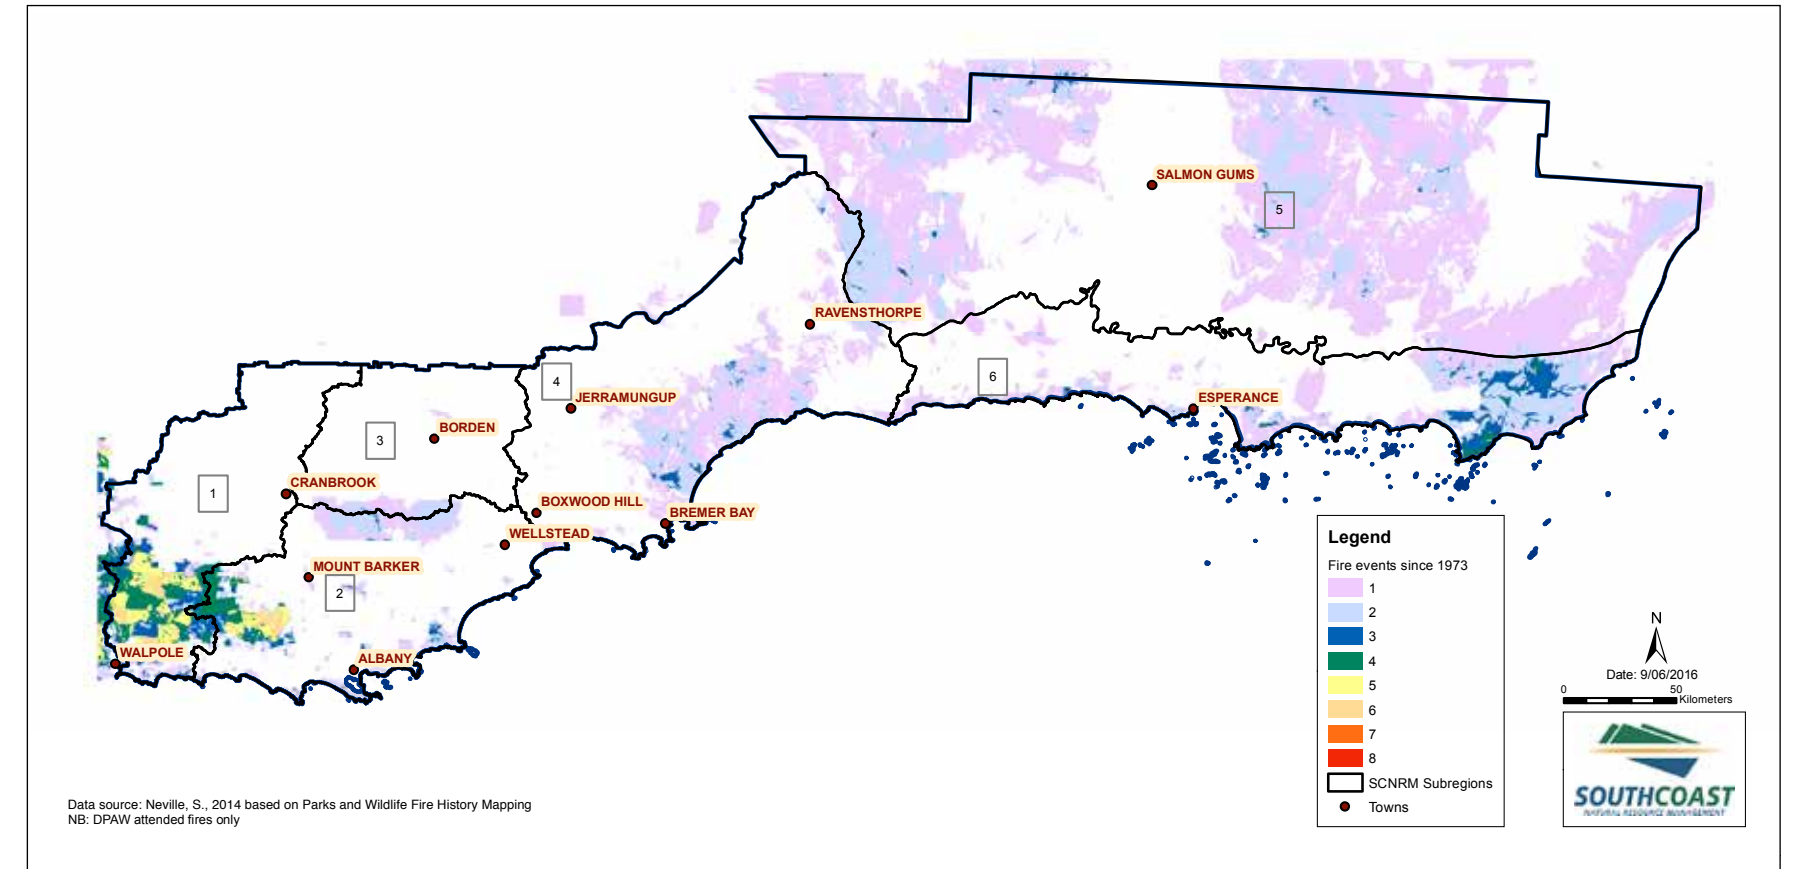 SALMON GUMS
5
RAVENSTHORPE
4
6
JERRAMUNGUP
ESPERANCE
3
BORDEN
1
CRANBROOK
BOXWOOD HILL
BREMER BAY
WELLSTEAD
MOUNT BARKER
2
WALPOLE
ALBANY
Legend
Fire events since 1973
1
2
3
4
5
6
7
8
SCNRM Subregions
Towns
N
Date: 9/06/2016
0 50
Kilometers
SOUTHCOAST
NATURAL RESOURCE MANAGEMENT
Data source: Neville, S., 2014 based on Parks and Wildlife Fire History Mapping
NB: DPAW attended fires only